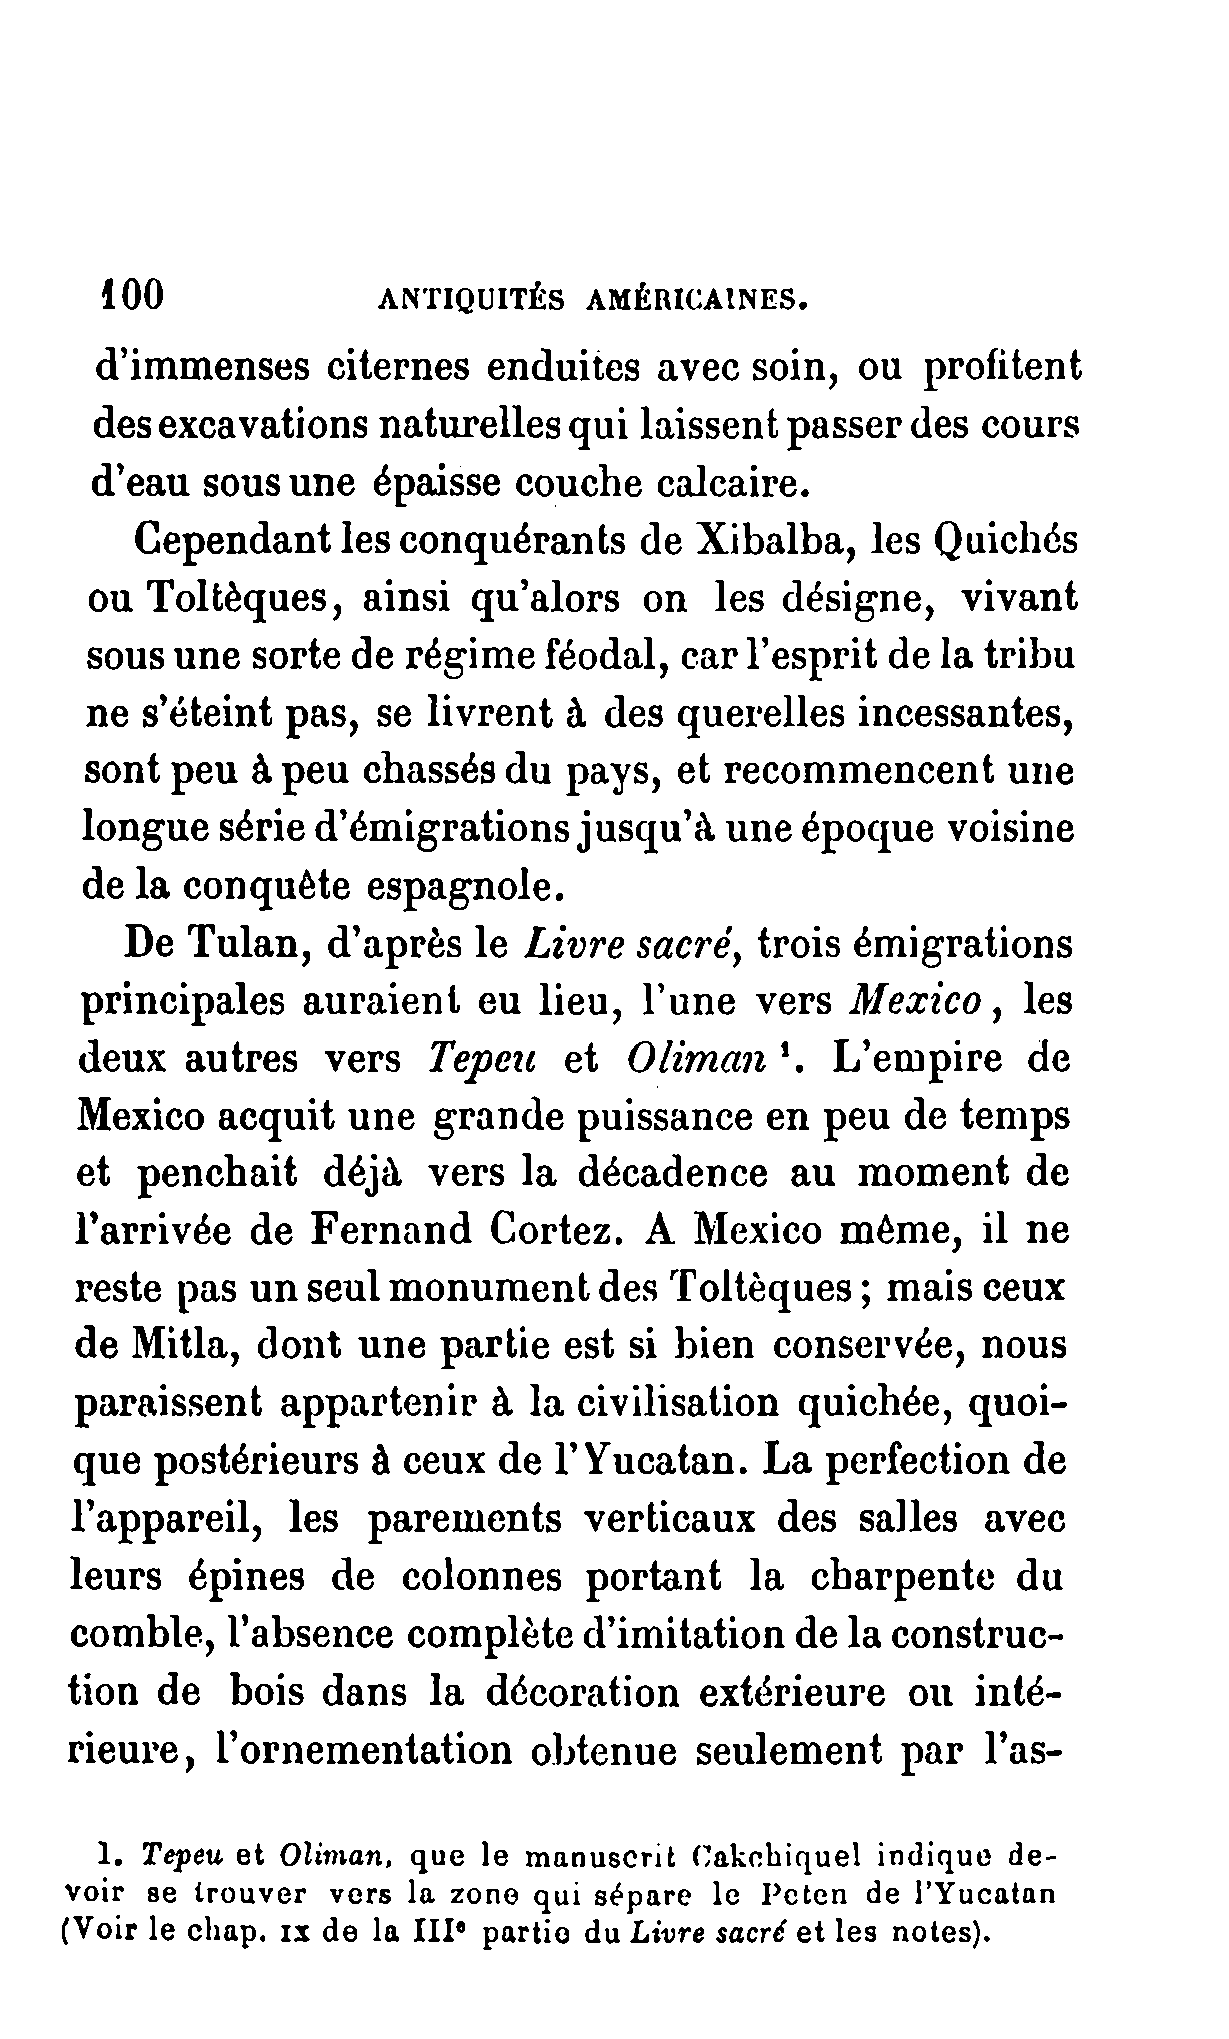 100 ANTIQUITÉS AMÉRICAINES.
d'immenses citernes enduites avec soin, ou profitent
des excavations naturelles qui laissent passer des cours
d'eau sous une épaisse couche calcaire.
Cependant les conquérants de Xibalba, les Quichés
ou Toltèques, ainsi qu'alors on les désigne, vivant
sous une sorte de régime féodal, car l'esprit de la tribu
ne s'éteint pas, se livrent à des querelles incessantes,
sont peu à peu chassés du pays, et recommencent une
longue série d'émigrations jusqu'à une époque voisine
de la conquête espagnole.
De Tulan, d'après le Livre sacré, trois émigrations
principales auraient eu lieu, l'une vers Mexico, les
deux autres vers Tepeu et Oliman ¹. L'empire de
Mexico acquit une grande puissance en peu de temps
et penchait déjà vers la décadence au moment de
l'arrivée de Fernand Cortez. A Mexico même, il ne
reste pas un seul monument des Toltèques; mais ceux
de Mitla, dont une partie est si bien conservée, nous
paraissent appartenir à la civilisation quichée, quoi-
que postérieurs à ceux de l'Yucatan. La perfection de
l'appareil, les parements verticaux des salles avec
leurs épines de colonnes portant la charpente du
comble, l'absence complète d'imitation de la construc-
tion de bois dans la décoration extérieure ou inté-
rieure, l'ornementation obtenue seulement par l'as-
1. Tepeu et Oliman, que le manuscrit Cakchiquel indique de-
voir se trouver vers la zone qui sépare le Peten de l'Yucatan
(Voir le chap. IX de la IIIe partie du Livre sacré et les notes).